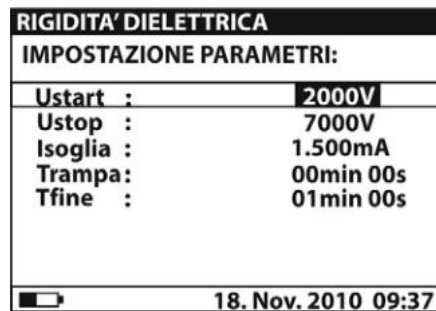 RIGIDITA' DIELETTRICA
IMPOSTAZIONE PARAMETRI:
Ustart : 2000V
Ustop : 7000V
Isoglia : 1.500mA
Trampa: 00min 00s
Tfine : 01min 00s
18. Nov. 2010 09:37